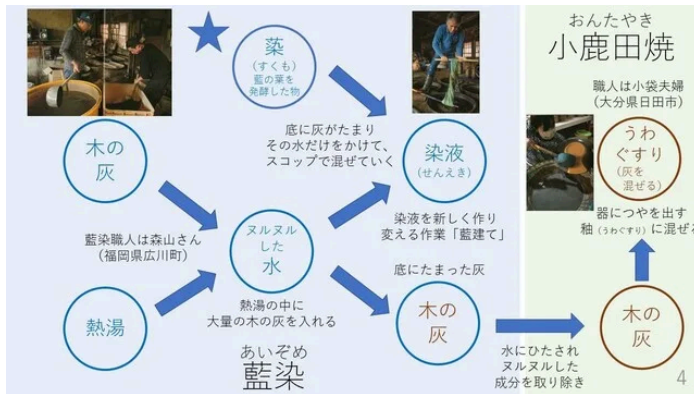 おんたやき
小鹿田焼
職人は小袋夫婦
(大分県日田市)
蒅
(すくも)
藍の葉を
発酵した物
底に灰がたまり
その水だけをかけて、
スコップで混ぜていく
木の
灰
染液
(せんえき)
うわ
ぐすり
(灰を
混ぜる)
藍染職人は森山さん
(福岡県広川町)
ヌルヌル
した
水
染液を新しく作り
変える作業「藍建て」
器につやを出す
釉(うわぐすり)に混ぜ
熱湯
熱湯の中に
大量の木の灰を入れる
底にたまった灰
木の
灰
木の
灰
あいぞめ
藍染
水にひたされ
ヌルヌルした
成分を取り除き
4